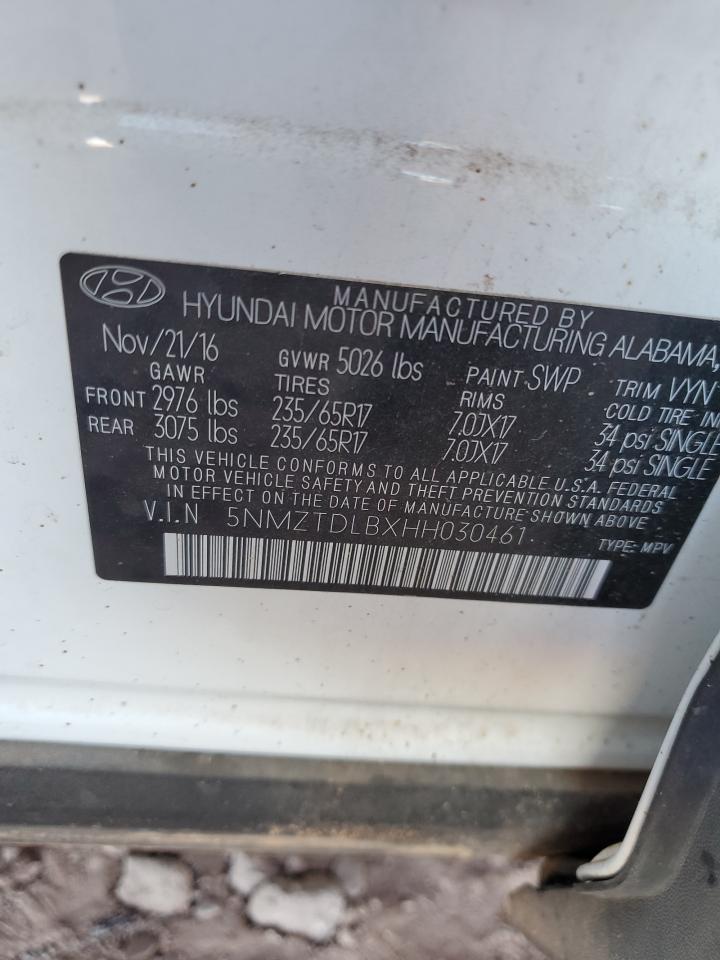 MANUFACTURED BY
HYUNDAI MOTOR MANUFACTURING ALABAMA,
Nov/21/16 GVWR 5026 lbs PAINT SWP TRIM VYN
GAWR TIRES RIMS COLD TIRE IN
FRONT 2976 lbs 235/65R17 7.0JX17 34 psi SINGLE
REAR 3075 lbs 235/65R17 7.0JX17 34 psi SINGLE
THIS VEHICLE CONFORMS TO ALL APPLICABLE U.S.A. FEDERAL
MOTOR VEHICLE SAFETY AND THEFT PREVENTION STANDARDS
IN EFFECT ON THE DATE OF MANUFACTURE SHOWN ABOVE.
V.I.N 5NMZTDLBXHH030461 TYPE: MPV